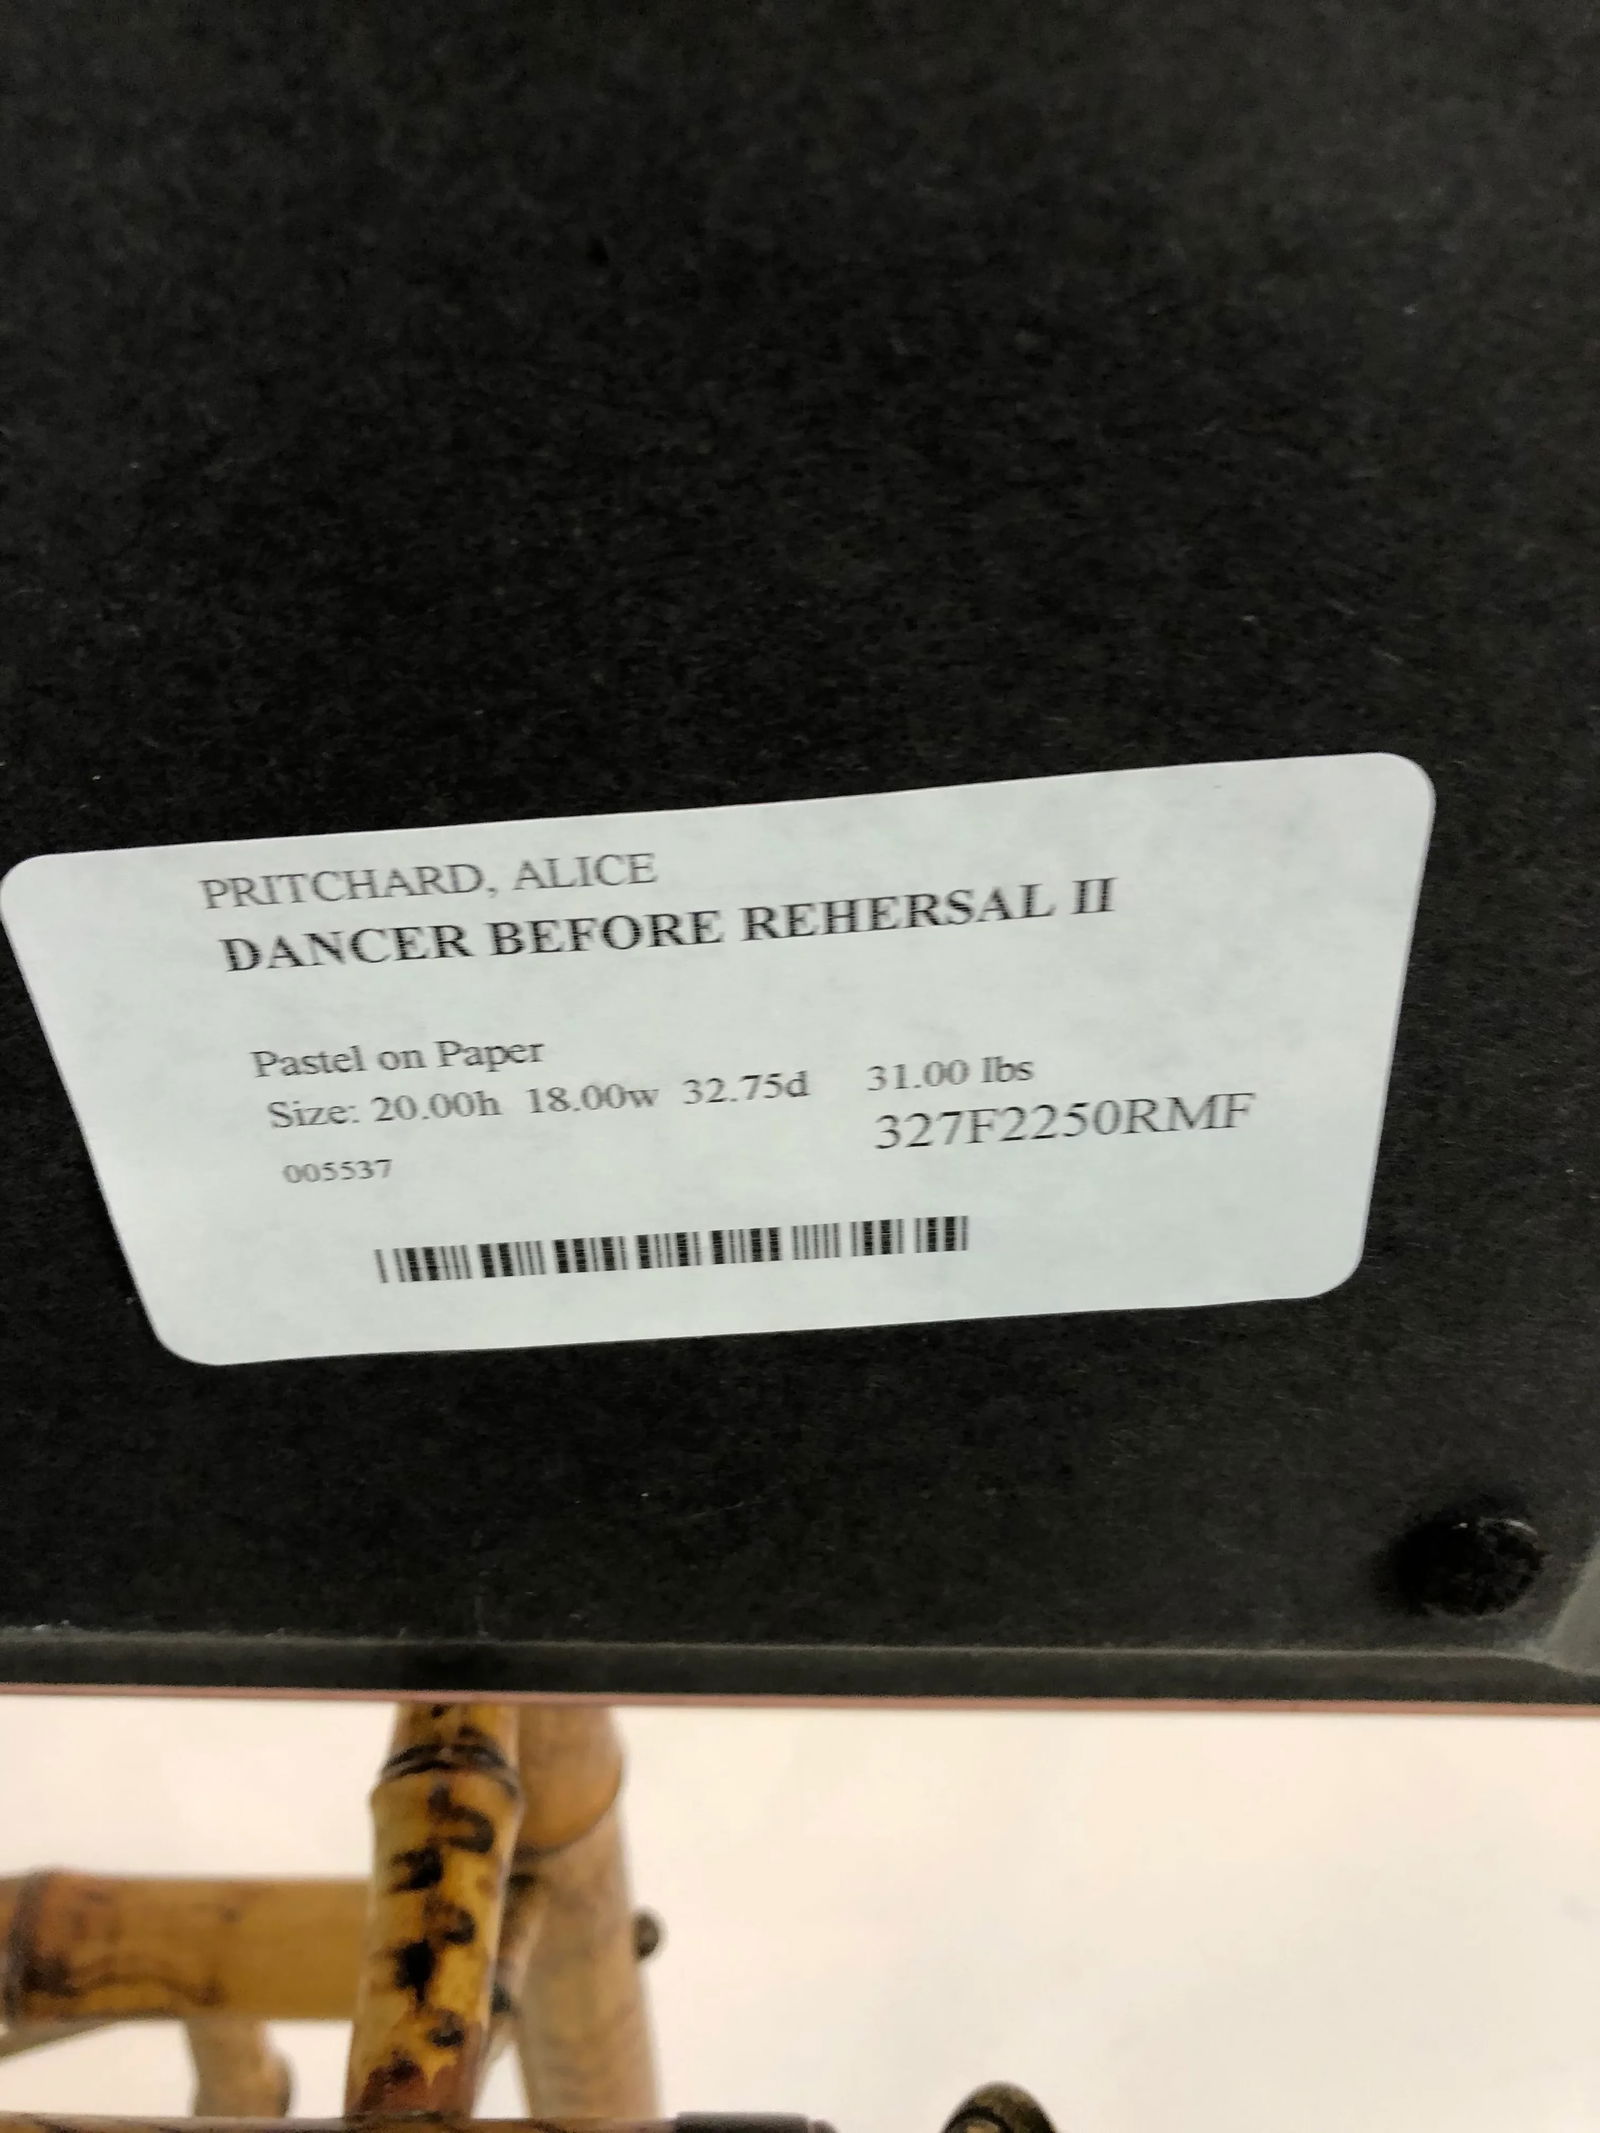 PRITCHARD, ALICE
DANCER BEFORE REHERSAL II
Pastel on Paper
Size: 20.00h 18.00w 32.75d 31.00 lbs
327F2250RMF
005537